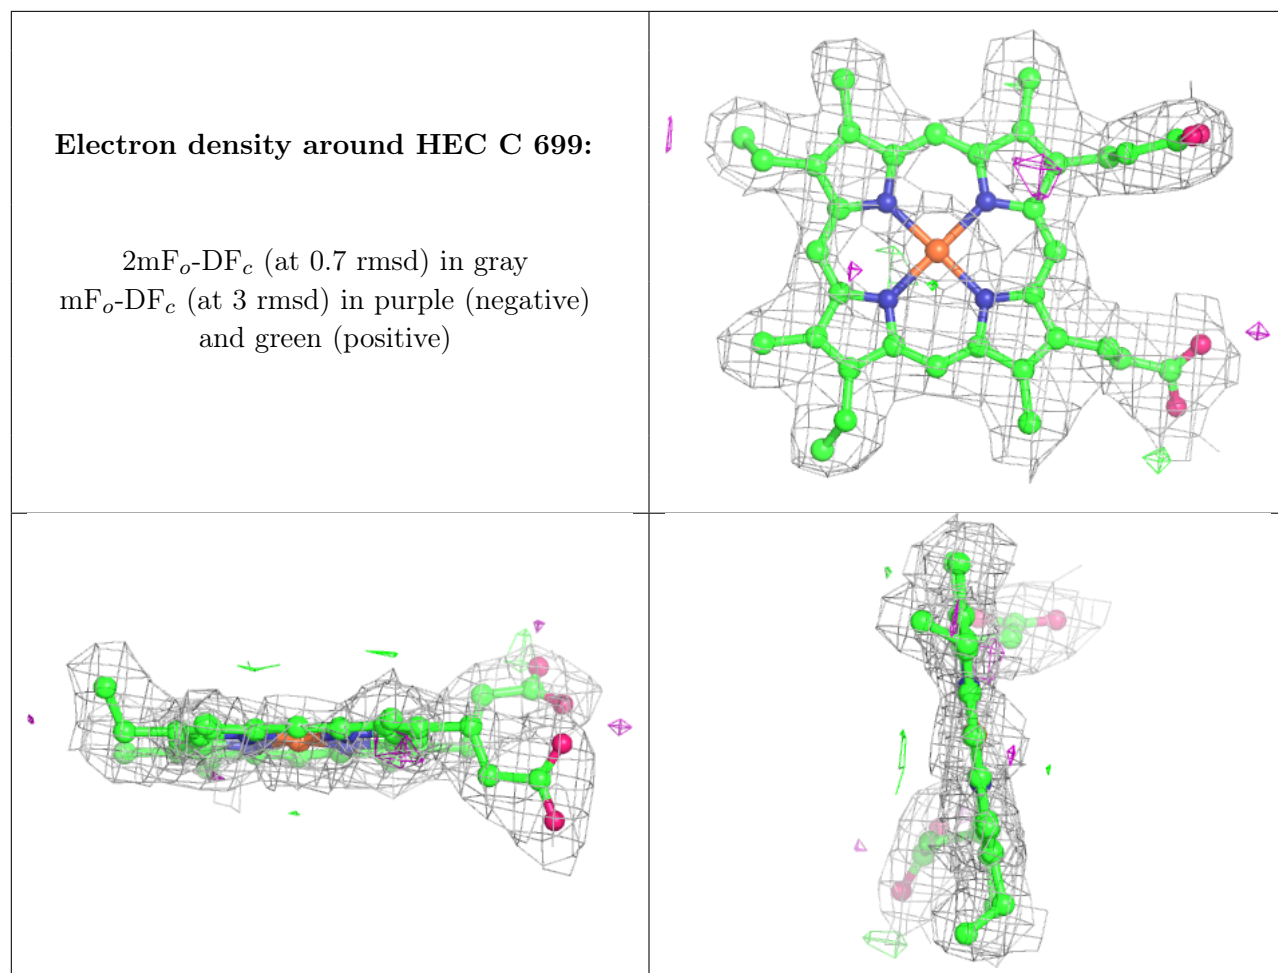 Electron density around HEC C 699:
2mFo-DFc (at 0.7 rmsd) in gray
mFo-DFc (at 3 rmsd) in purple (negative)
and green (positive)